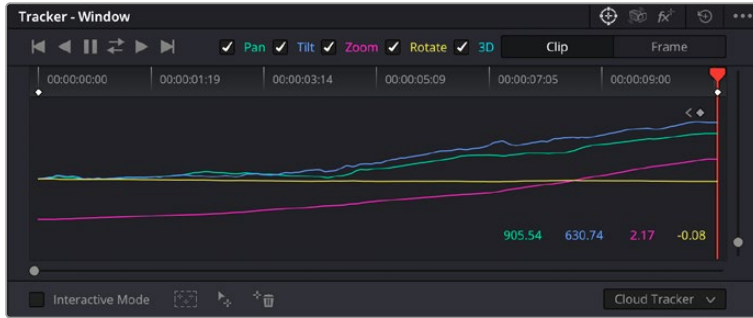 Tracker - Window
Pan Tilt Zoom Rotate 3D Clip Frame
00:00:00:00 00:00:01:19 00:00:03:14 00:00:05:09 00:00:07:05 00:00:09:00
905.54 630.74 2.17 -0.08
Interactive Mode Cloud Tracker